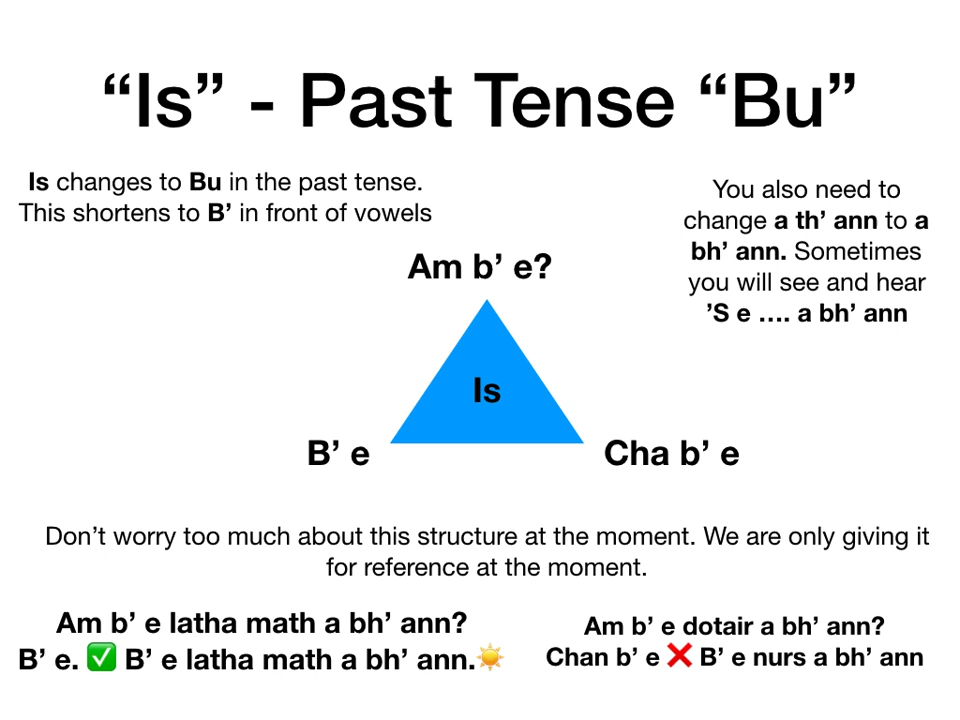 “Is” - Past Tense “Bu”
Is changes to Bu in the past tense.
This shortens to B’ in front of vowels
You also need to
change a th’ ann to a
bh’ ann. Sometimes
you will see and hear
’S e …. a bh’ ann
Am b’ e?
Is
B’ e
Cha b’ e
Don’t worry too much about this structure at the moment. We are only giving it
for reference at the moment.
Am b’ e latha math a bh’ ann?
B’ e. ✅ B’ e latha math a bh’ ann.☀️
Am b’ e dotair a bh’ ann?
Chan b’ e ❌ B’ e nurs a bh’ ann